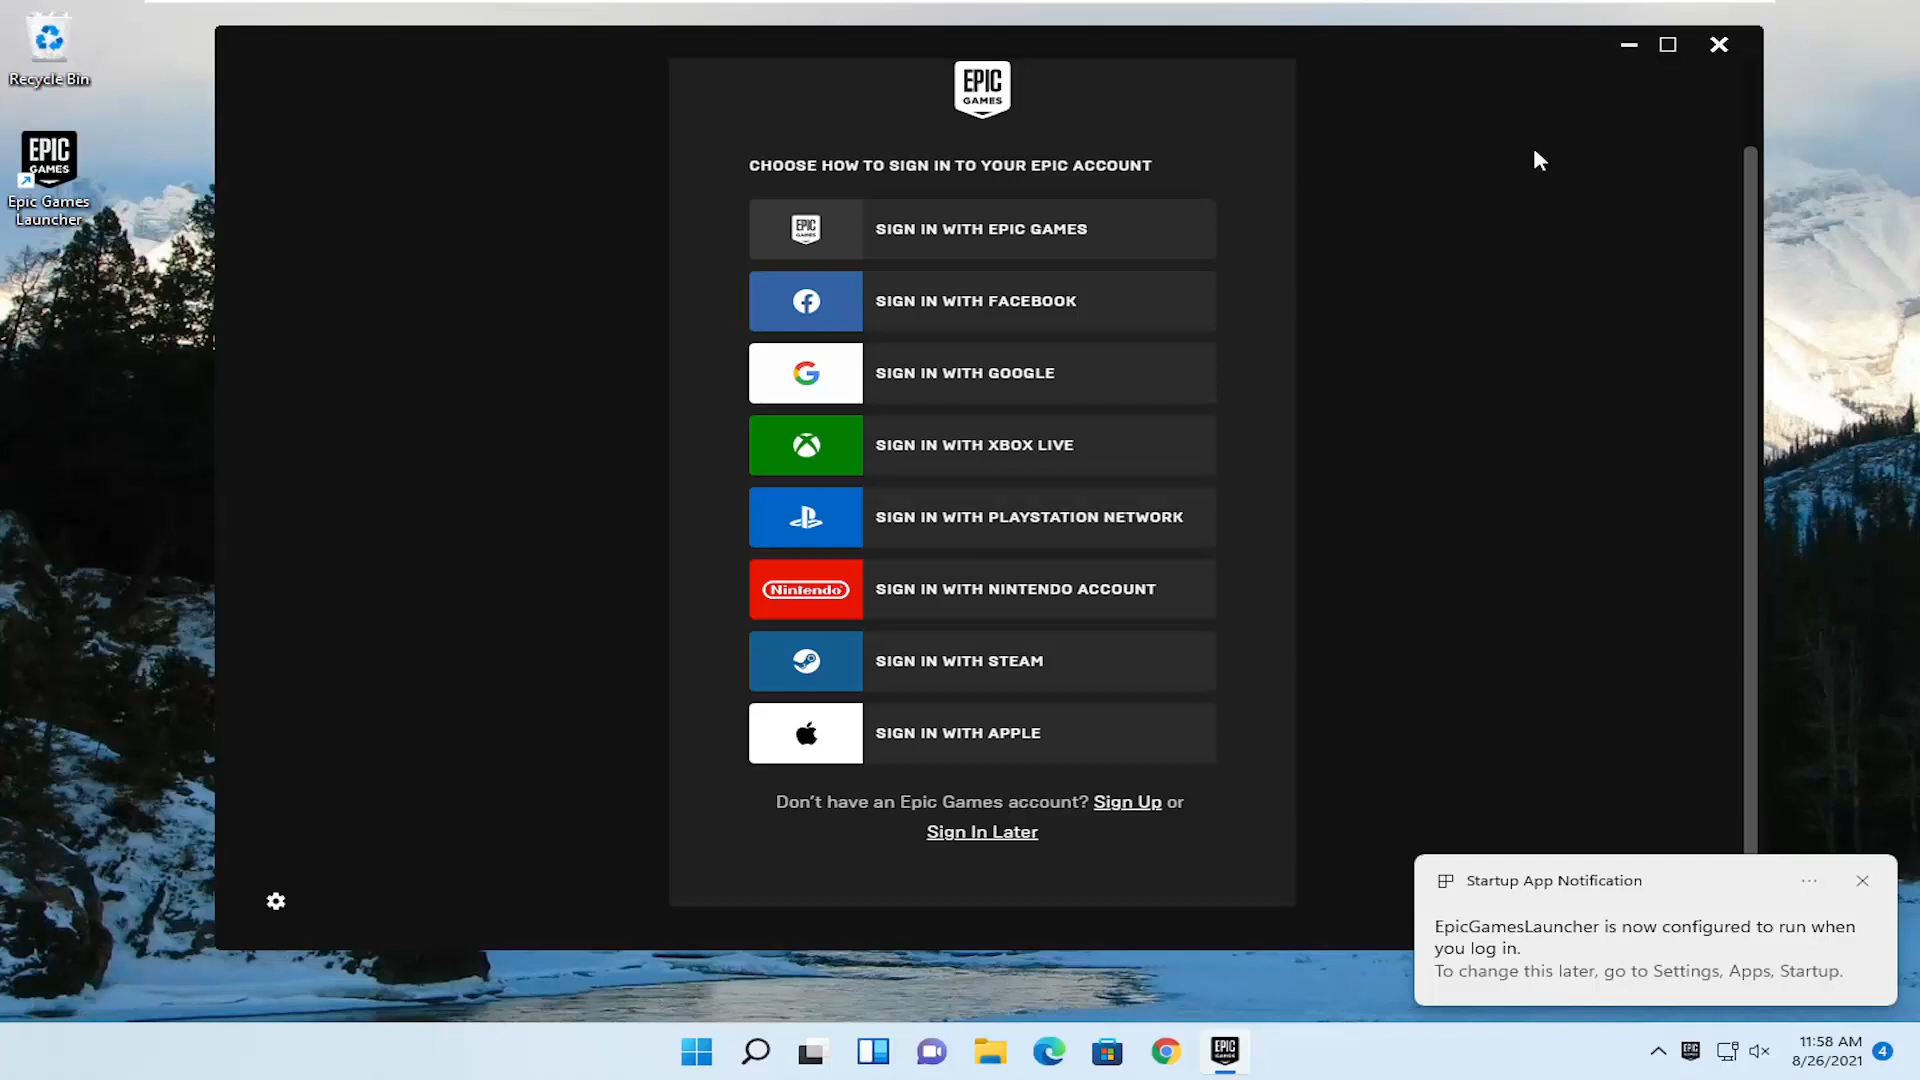 Recycle Bin
EPIC
GAMES
Epic Games
Launcher
EPIC
GAMES
CHOOSE HOW TO SIGN IN TO YOUR EPIC ACCOUNT
EPIC
GAMES
SIGN IN WITH EPIC GAMES
SIGN IN WITH FACEBOOK
SIGN IN WITH GOOGLE
SIGN IN WITH XBOX LIVE
SIGN IN WITH PLAYSTATION NETWORK
Nintendo
SIGN IN WITH NINTENDO ACCOUNT
SIGN IN WITH STEAM
SIGN IN WITH APPLE
Don't have an Epic Games account? Sign Up or
Sign In Later
Startup App Notification
EpicGamesLauncher is now configured to run when
you log in.
To change this later, go to Settings, Apps, Startup.
EPIC
GAMES
EPIC
11:58 AM
8/26/2021
4